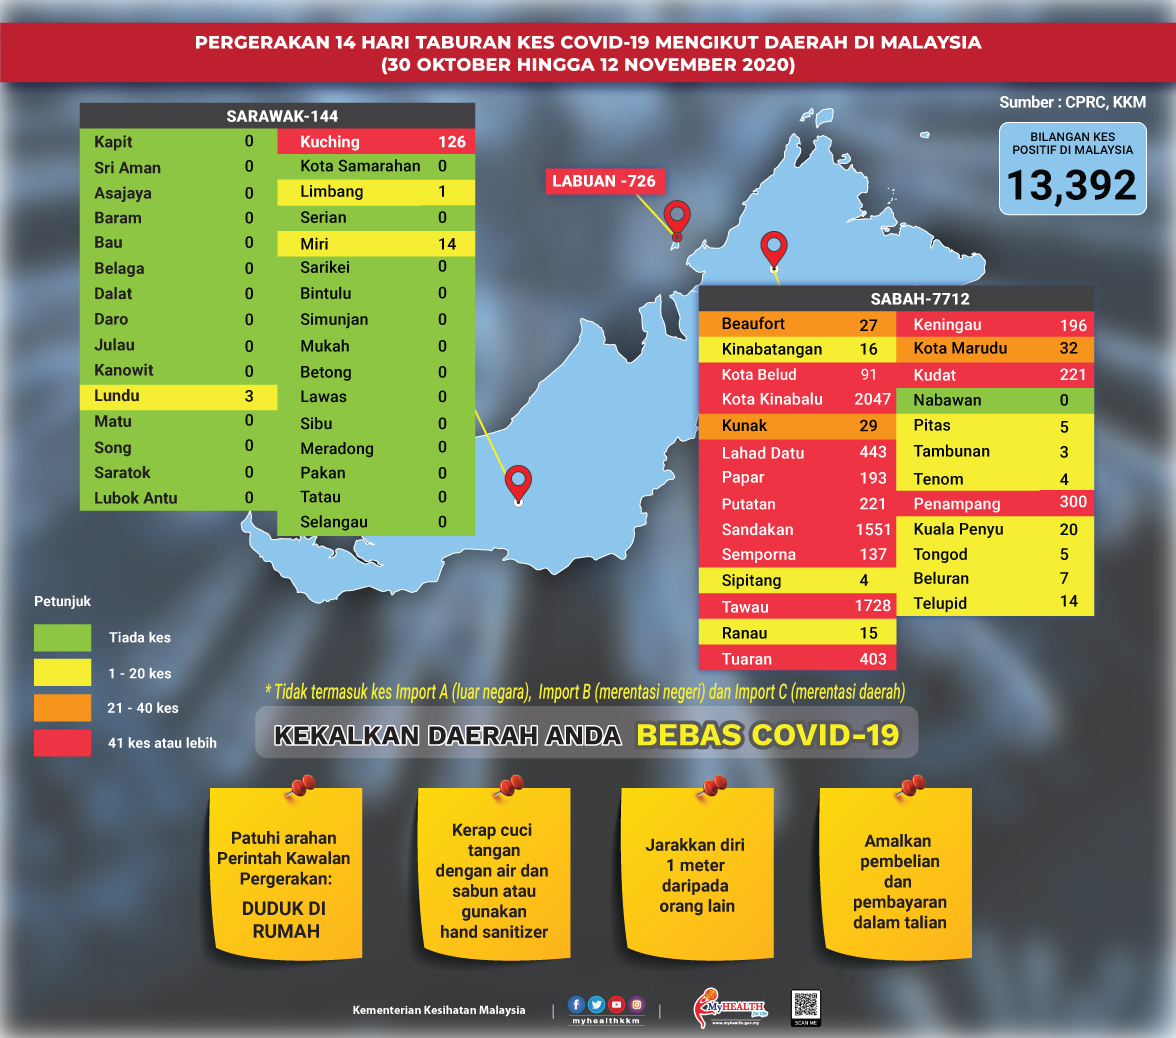 PERGERAKAN 14 HARI TABURAN KES COVID-19 MENGIKUT DAERAH DI MALAYSIA
(30 OKTOBER HINGGA 12 NOVEMBER 2020)
Sumber : CPRC, KKM
BILANGAN KES
POSITIF DI MALAYSIA
13,392
SARAWAK-144
Kapit 0
Sri Aman 0
Asajaya 0
Baram 0
Bau 0
Belaga 0
Dalat 0
Daro 0
Julau 0
Kanowit 0
Lundu 3
Matu 0
Song 0
Saratok 0
Lubok Antu 0
Kuching 126
Kota Samarahan 0
Limbang 1
Serian 0
Miri 14
Sarikei 0
Bintulu 0
Simunjan 0
Mukah 0
Betong 0
Lawas 0
Sibu 0
Meradong 0
Pakan 0
Tatau 0
Selangau 0
LABUAN -726
SABAH-7712
Beaufort 27
Kinabatangan 16
Kota Belud 91
Kota Kinabalu 2047
Kunak 29
Lahad Datu 443
Papar 193
Putatan 221
Sandakan 1551
Semporna 137
Sipitang 4
Tawau 1728
Ranau 15
Tuaran 403
Keningau 196
Kota Marudu 32
Kudat 221
Nabawan 0
Pitas 5
Tambunan 3
Tenom 4
Penampang 300
Kuala Penyu 20
Tongod 5
Beluran 7
Telupid 14
Petunjuk
Tiada kes
1 - 20 kes
21 - 40 kes
41 kes atau lebih
* Tidak termasuk kes Import A (luar negara), Import B (merentasi negeri) dan Import C (merentasi daerah)
KEKALKAN DAERAH ANDA BEBAS COVID-19
Patuhi arahan
Perintah Kawalan
Pergerakan:
DUDUK DI
RUMAH
Kerap cuci
tangan
dengan air dan
sabun atau
gunakan
hand sanitizer
Jarakkan diri
1 meter
daripada
orang lain
Amalkan
pembelian
dan
pembayaran
dalam talian
Kementerian Kesihatan Malaysia
myhealthkkm
MyHEALTH
for life
www.myhealth.gov.my
SCAN ME